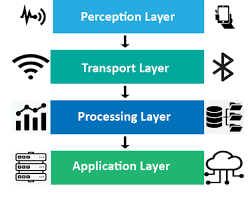 Perception Layer
Transport Layer
Processing Layer
Application Layer